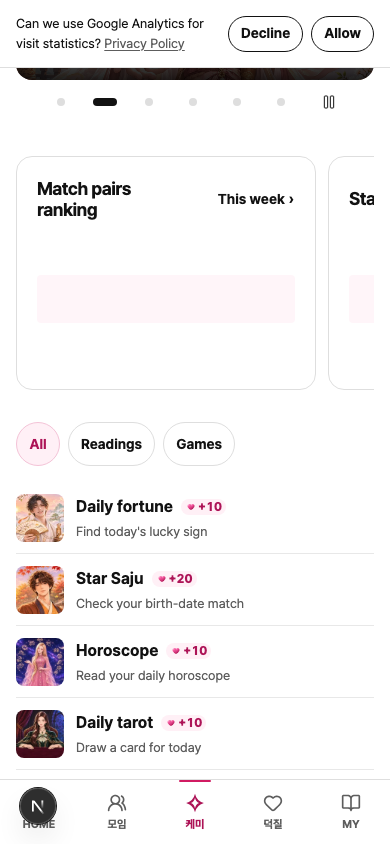 Can we use Google Analytics for
visit statistics? Privacy Policy
Decline
Allow
Match pairs
ranking
This week ›
All
Readings
Games
Daily fortune
+10
Find today's lucky sign
Star Saju
+20
Check your birth-date match
Horoscope
+10
Read your daily horoscope
Daily tarot
+10
Draw a card for today
N
HOME
모임
케미
덕질
MY